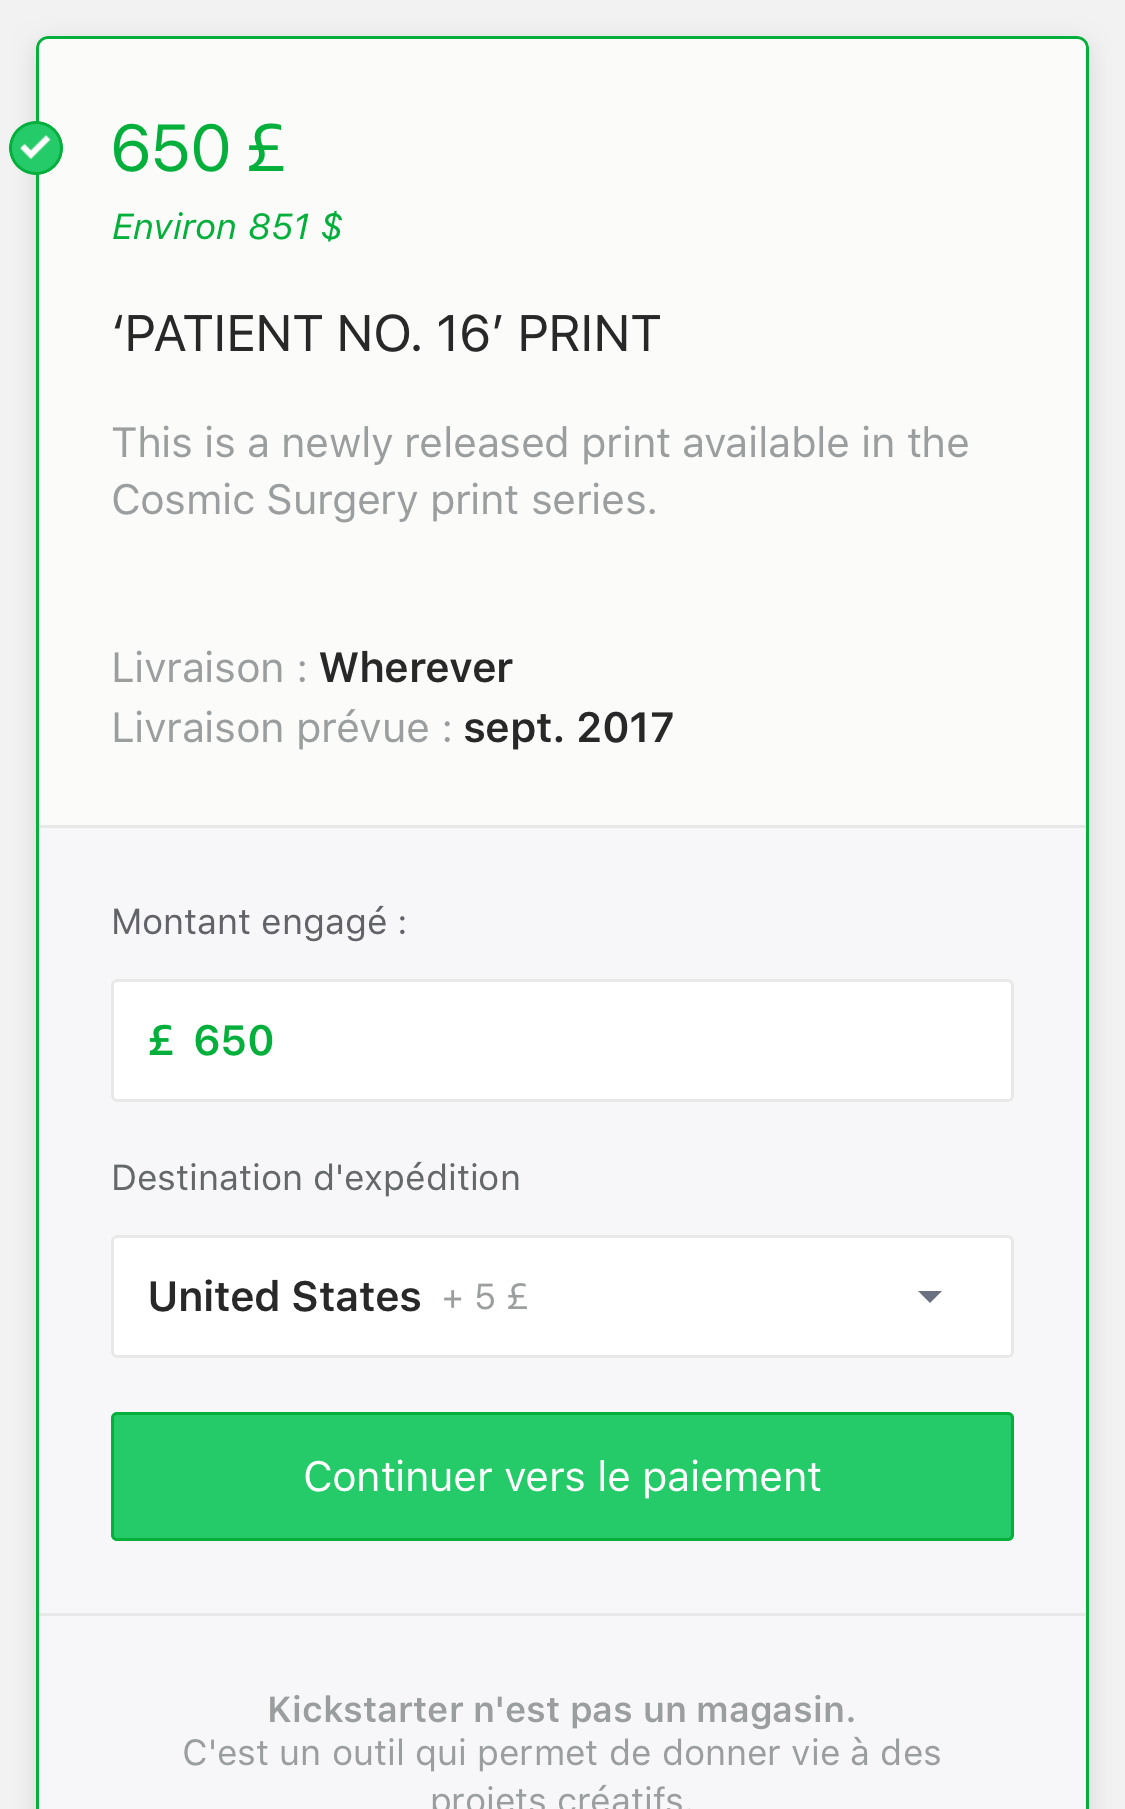 650 £
Environ 851 $
‘PATIENT NO. 16’ PRINT
This is a newly released print available in the
Cosmic Surgery print series.
Livraison : Wherever
Livraison prévue : sept. 2017
Montant engagé :
£ 650
Destination d'expédition
United States + 5 £
Continuer vers le paiement
Kickstarter n'est pas un magasin.
C'est un outil qui permet de donner vie à des
projets créatifs.